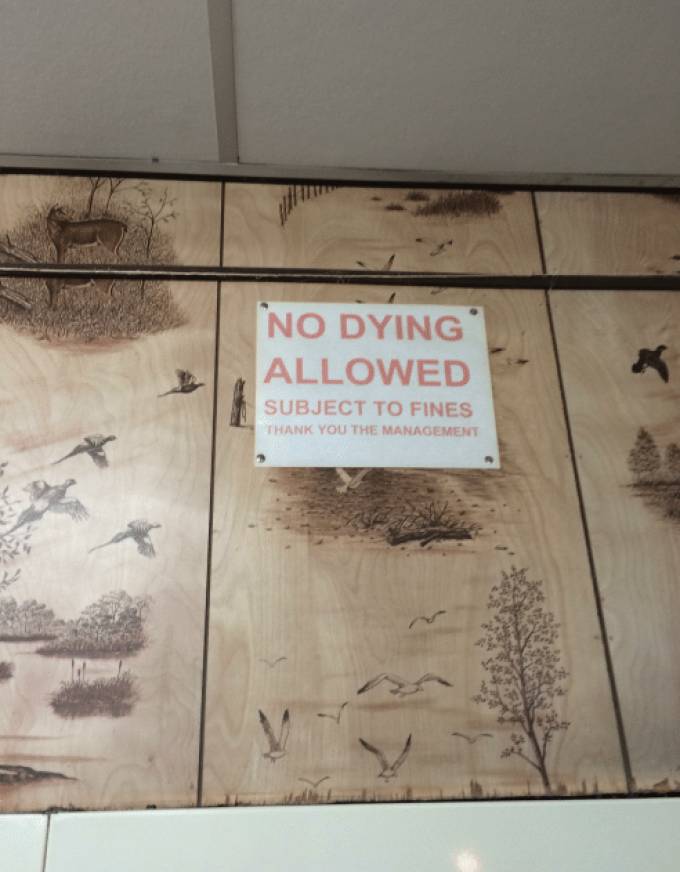 NO DYING
ALLOWED
SUBJECT TO FINES
THANK YOU THE MANAGEMENT